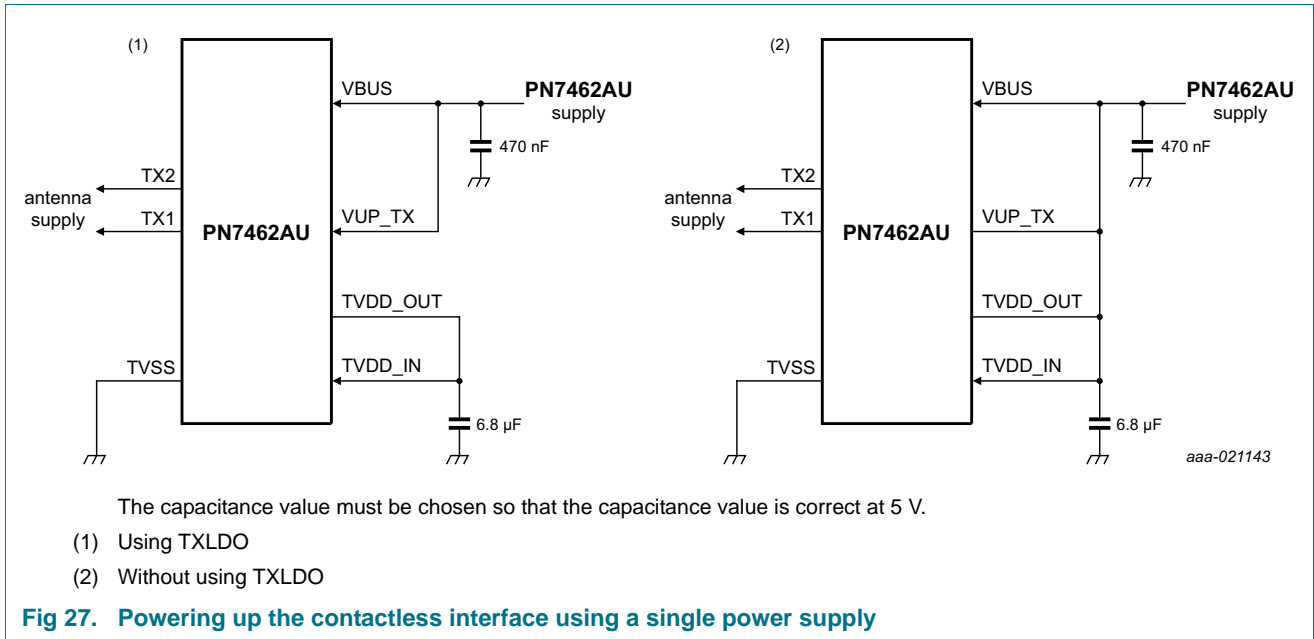 (1)
VBUS
PN7462AU
supply
470 nF
TX2
antenna
supply
TX1
PN7462AU
VUP_TX
TVDD_OUT
TVSS
TVDD_IN
6.8 µF
(2)
VBUS
PN7462AU
supply
470 nF
TX2
antenna
supply
TX1
PN7462AU
VUP_TX
TVDD_OUT
TVSS
TVDD_IN
6.8 µF
aaa-021143
The capacitance value must be chosen so that the capacitance value is correct at 5 V.
(1) Using TXLDO
(2) Without using TXLDO
Fig 27. Powering up the contactless interface using a single power supply